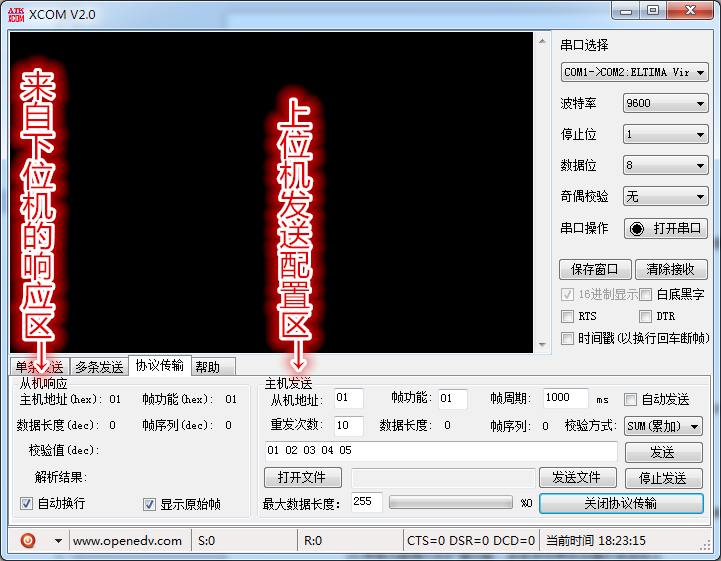 ATK
XCOM
XCOM V2.0
来自下位机的响应区
上位机发送配置区
串口选择
COM1->COM2:ELTIMA Vir
波特率 9600
停止位 1
数据位 8
奇偶校验 无
串口操作 打开串口
保存窗口 清除接收
16进制显示 白底黑字
RTS DTR
时间戳(以换行回车断帧)
单条发送 多条发送 协议传输 帮助
从机响应
主机地址(hex): 01 帧功能(hex): 01
数据长度(dec): 0 帧序列(dec): 0
校验值(dec):
解析结果:
自动换行 显示原始帧
主机发送
从机地址: 01 帧功能: 01 帧周期: 1000 ms 自动发送
重发次数: 10 数据长度: 0 帧序列: 0 校验方式: SUM(累加)
01 02 03 04 05 发送
打开文件 发送文件 停止发送
最大数据长度: 255 %0 关闭协议传输
www.openedv.com S:0 R:0 CTS=0 DSR=0 DCD=0 当前时间 18:23:15